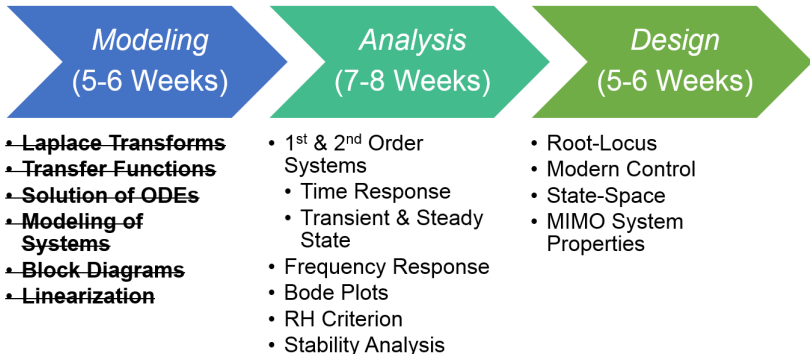 Modeling
(5-6 Weeks)
• Laplace Transforms
• Transfer Functions
• Solution of ODEs
• Modeling of
Systems
• Block Diagrams
• Linearization
Analysis
(7-8 Weeks)
• 1st & 2nd Order
Systems
• Time Response
• Transient & Steady
State
• Frequency Response
• Bode Plots
• RH Criterion
• Stability Analysis
Design
(5-6 Weeks)
• Root-Locus
• Modern Control
• State-Space
• MIMO System
Properties